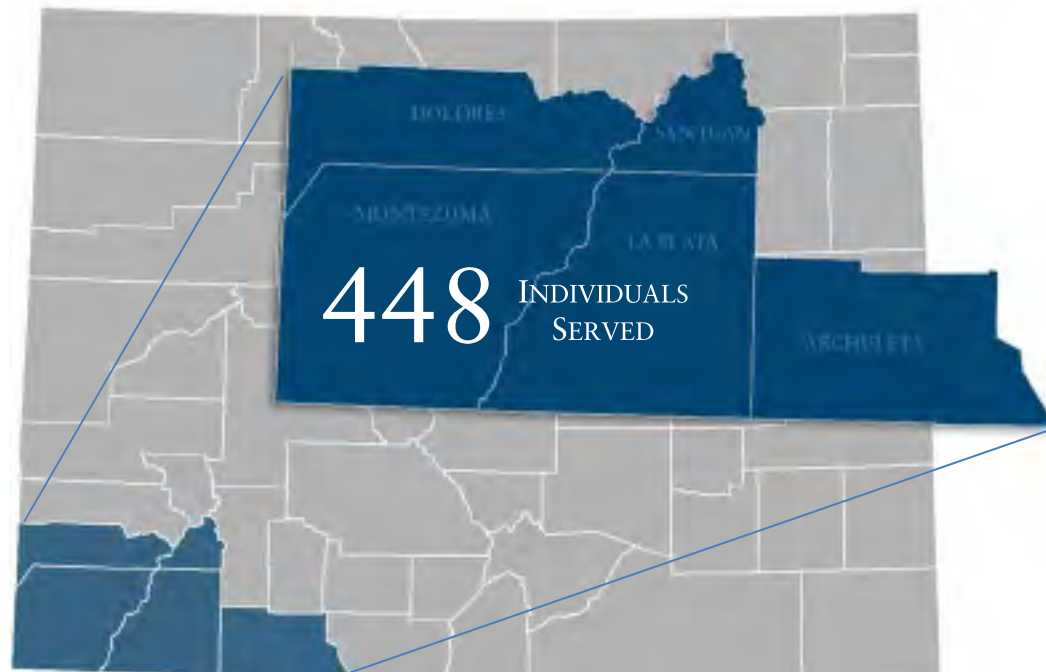 DOLORES
SAN JUAN
MONTEZUMA
LA PLATA
448 INDIVIDUALS
SERVED
ARCHULETA